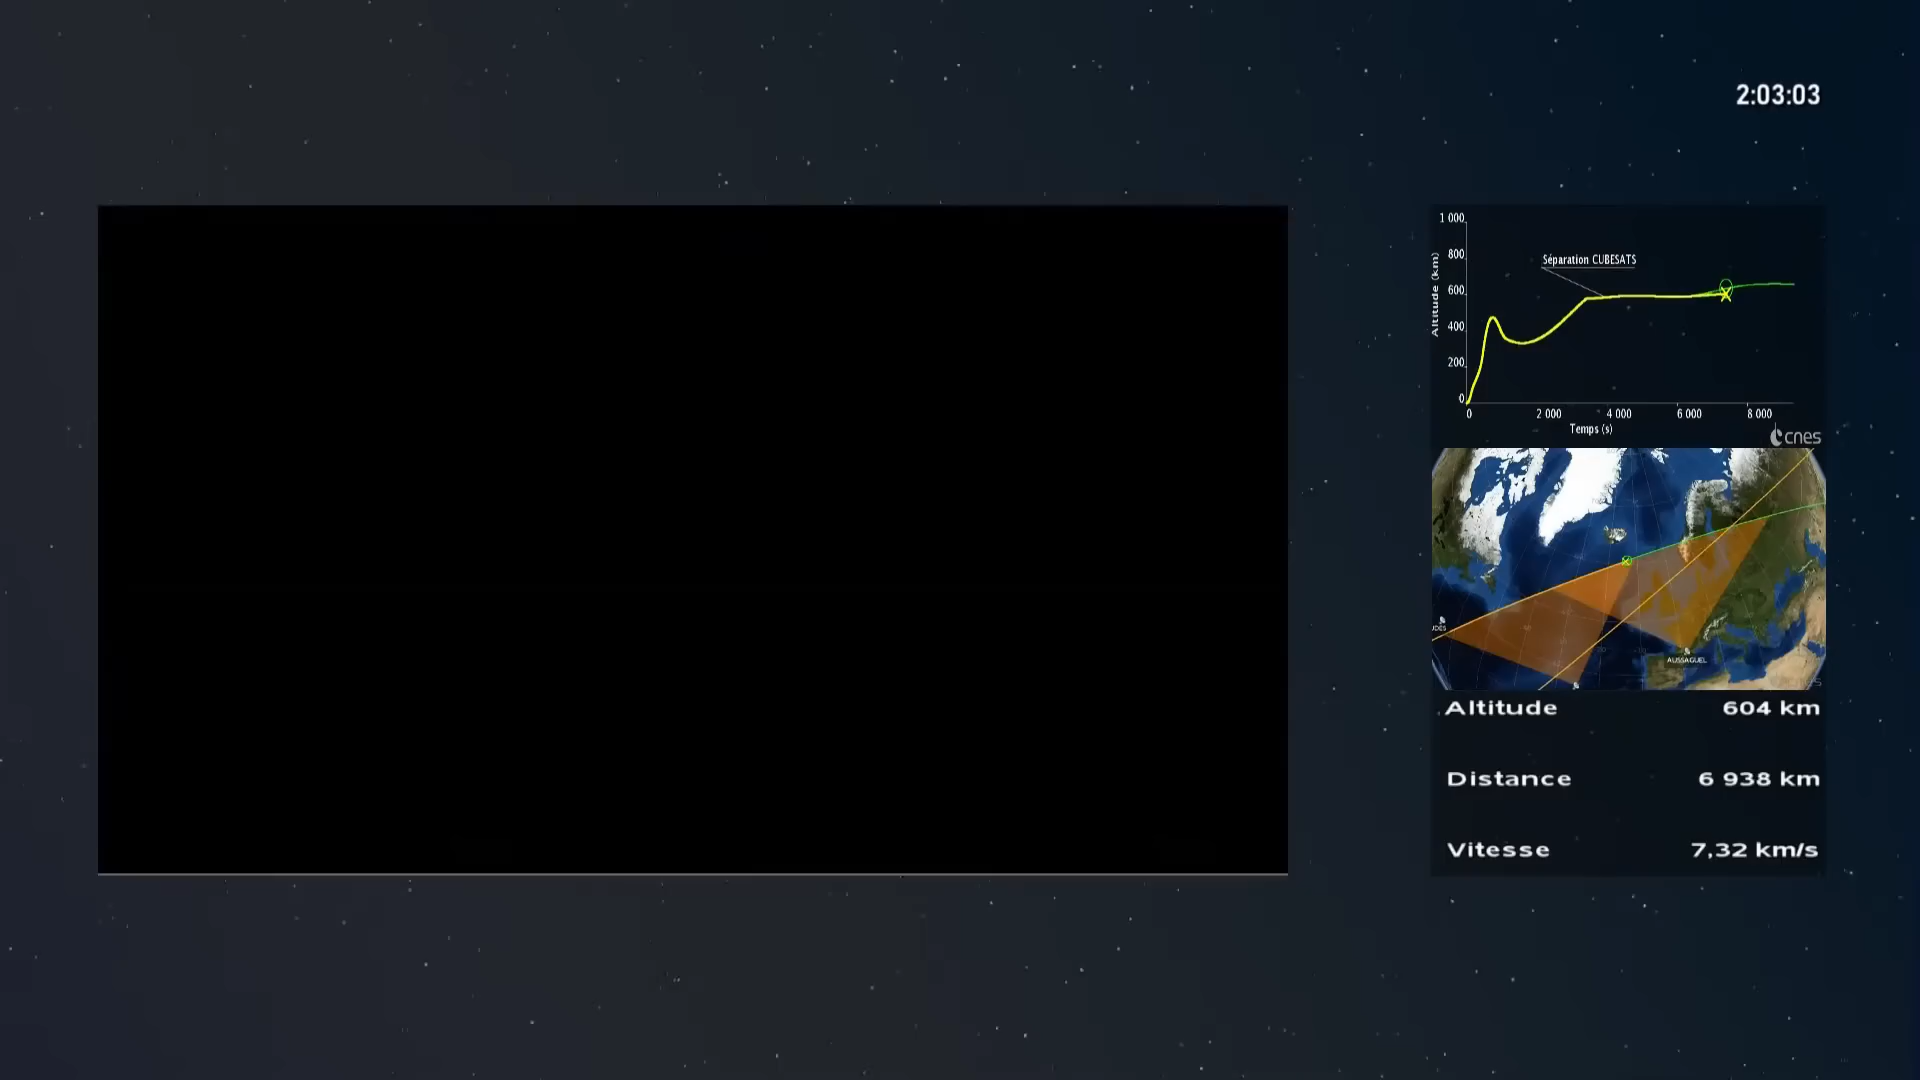 2:03:03
1 000
800
600
400
200
0
Altitude (km)
Séparation CUBESATS
0 2 000 4 000 6 000 8 000
Temps (s)
cnes
AUSSAGUEL
Altitude 604 km
Distance 6 938 km
Vitesse 7,32 km/s